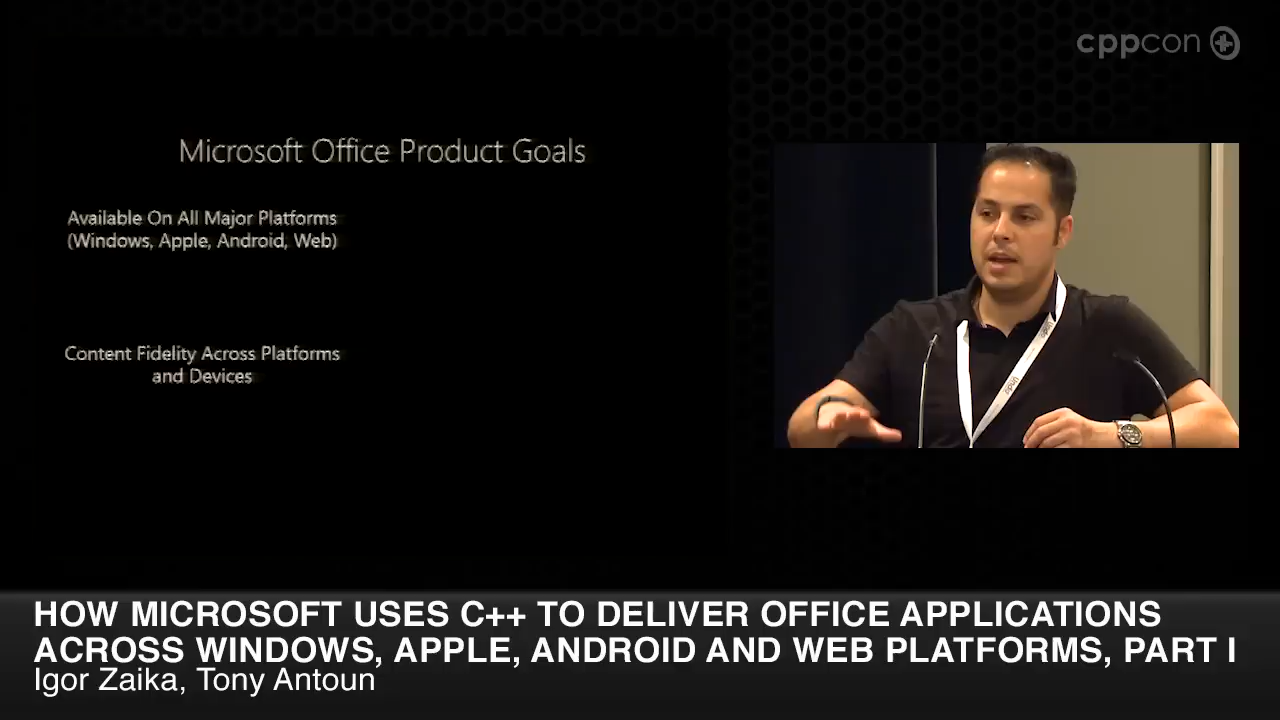 cppcon
Microsoft Office Product Goals
Available On All Major Platforms
(Windows, Apple, Android, Web)
Content Fidelity Across Platforms
and Devices
HOW MICROSOFT USES C++ TO DELIVER OFFICE APPLICATIONS
ACROSS WINDOWS, APPLE, ANDROID AND WEB PLATFORMS, PART I
Igor Zaika, Tony Antoun